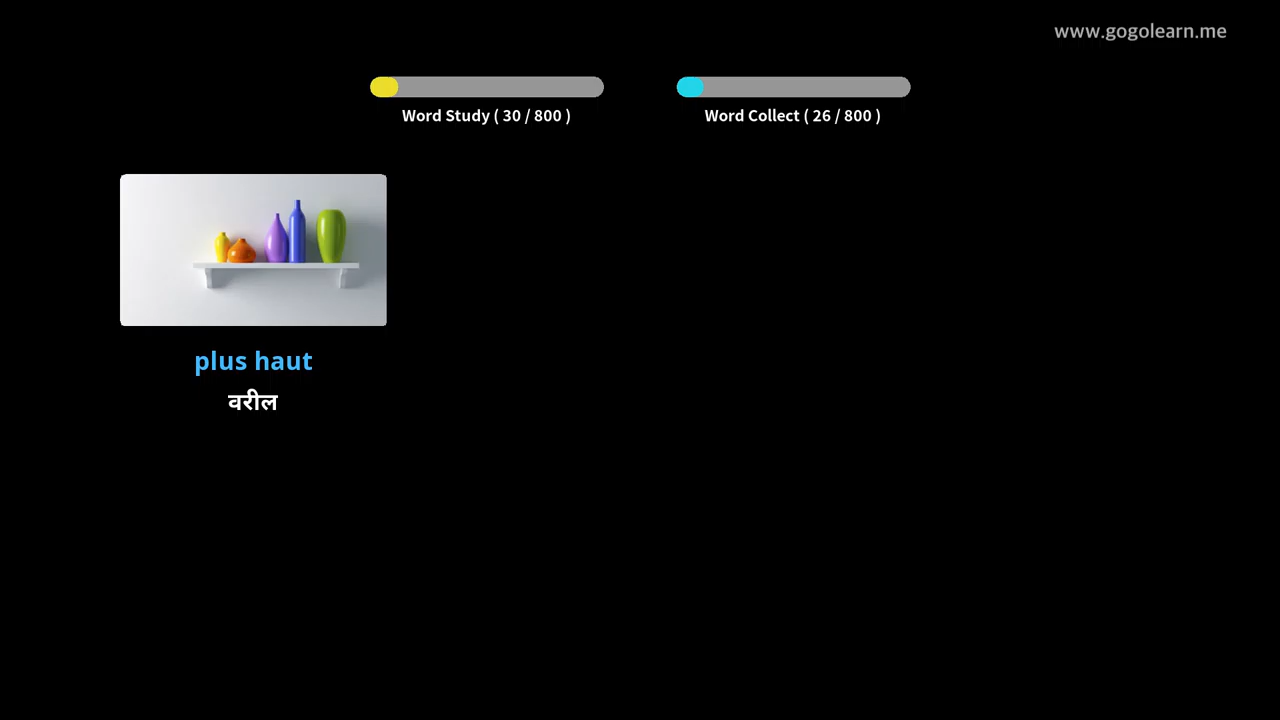 www.gogolearn.me
Word Study ( 30 / 800 )
Word Collect ( 26 / 800 )
plus haut
वरील